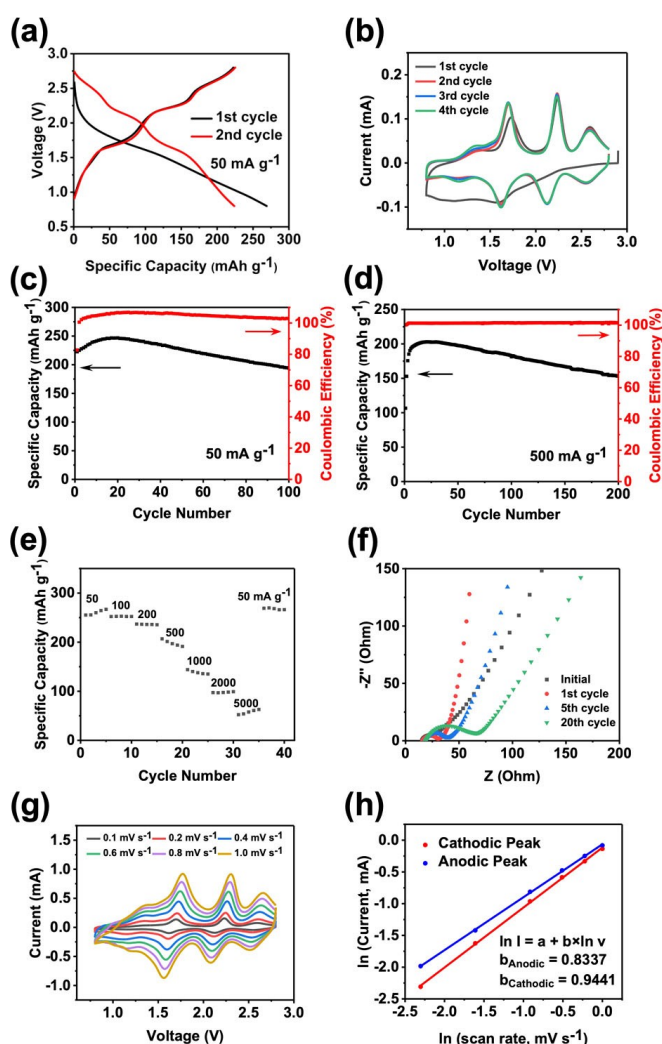 (a)
3.0
2.5
2.0
1.5
1.0
0.5
Voltage (V)
1st cycle
2nd cycle
50 mA g-1
0 50 100 150 200 250 300
Specific Capacity (mAh g-1)
(b)
0.2
0.1
0.0
-0.1
Current (mA)
1st cycle
2nd cycle
3rd cycle
4th cycle
1.0 1.5 2.0 2.5 3.0
Voltage (V)
(c)
300
250
200
150
100
50
0
Specific Capacity (mAh g-1)
50 mA g-1
100
80
60
40
20
0
Coulombic Efficiency (%)
0 20 40 60 80 100
Cycle Number
(d)
250
200
150
100
50
0
Specific Capacity (mAh g-1)
500 mA g-1
100
80
60
40
20
0
Coulombic Efficiency (%)
0 50 100 150 200
Cycle Number
(e)
350
300
250
200
150
100
50
0
Specific Capacity (mAh g-1)
50
100
200
500
1000
2000
5000
50 mA g-1
0 10 20 30 40
Cycle Number
(f)
150
100
50
0
-Z'' (Ohm)
Initial
1st cycle
5th cycle
20th cycle
0 50 100 150 200
Z (Ohm)
(g)
1.5
1.0
0.5
0.0
-0.5
-1.0
Current (mA)
0.1 mV s-1 0.2 mV s-1 0.4 mV s-1
0.6 mV s-1 0.8 mV s-1 1.0 mV s-1
1.0 1.5 2.0 2.5 3.0
Voltage (V)
(h)
0.0
-0.5
-1.0
-1.5
-2.0
-2.5
ln (Current, mA)
Cathodic Peak
Anodic Peak
ln I = a + b×ln v
bAnodic = 0.8337
bCathodic = 0.9441
-2.5 -2.0 -1.5 -1.0 -0.5 0.0
ln (scan rate, mV s-1)